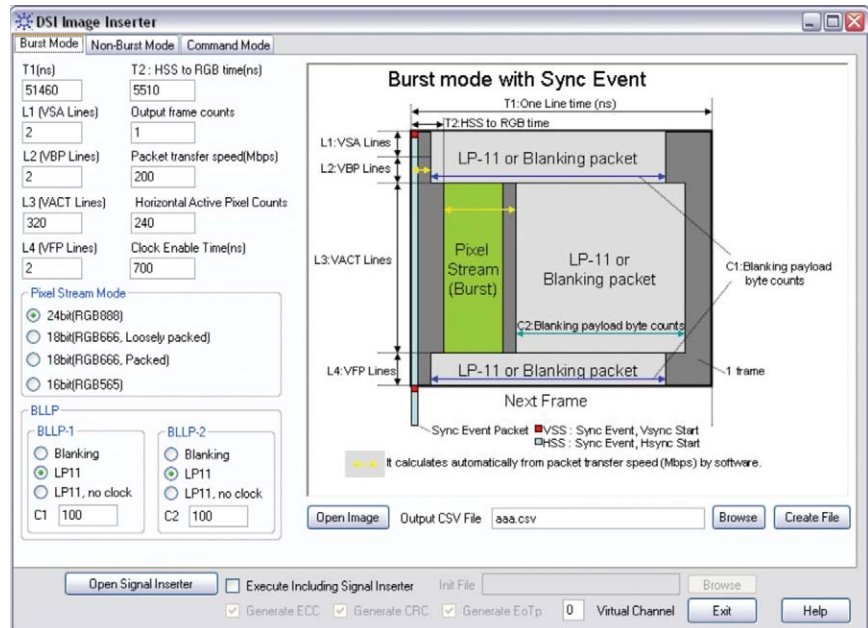 DSI Image Inserter
Burst Mode Non-Burst Mode Command Mode
T1(ns) T2 : HSS to RGB time(ns)
51460 5510
L1 (VSA Lines) Output frame counts
2 1
L2 (VBP Lines) Packet transfer speed(Mbps)
2 200
L3 (VACT Lines) Horizontal Active Pixel Counts
320 240
L4 (VFP Lines) Clock Enable Time(ns)
2 700
Pixel Stream Mode
24bit(RGB888)
18bit(RGB666, Loosely packed)
18bit(RGB666, Packed)
16bit(RGB565)
BLLP
BLLP-1 BLLP-2
Blanking Blanking
LP11 LP11
LP11, no clock LP11, no clock
C1 100 C2 100
Burst mode with Sync Event
T1:One Line time (ns)
T2:HSS to RGB time
L1:VSA Lines
LP-11 or Blanking packet
L2:VBP Lines
L3:VACT Lines
Pixel
Stream
(Burst)
LP-11 or
Blanking packet
C1:Blanking payload
byte counts
C2:Blanking payload byte counts
L4:VFP Lines
LP-11 or Blanking packet
1 frame
Next Frame
Sync Event Packet
VSS : Sync Event, Vsync Start
HSS : Sync Event, Hsync Start
It calculates automatically from packet transfer speed (Mbps) by software.
Open Image Output CSV File aaa.csv Browse Create File
Open Signal Inserter Execute Including Signal Inserter Init File Browse
Generate ECC Generate CRC Generate EoTp 0 Virtual Channel Exit Help